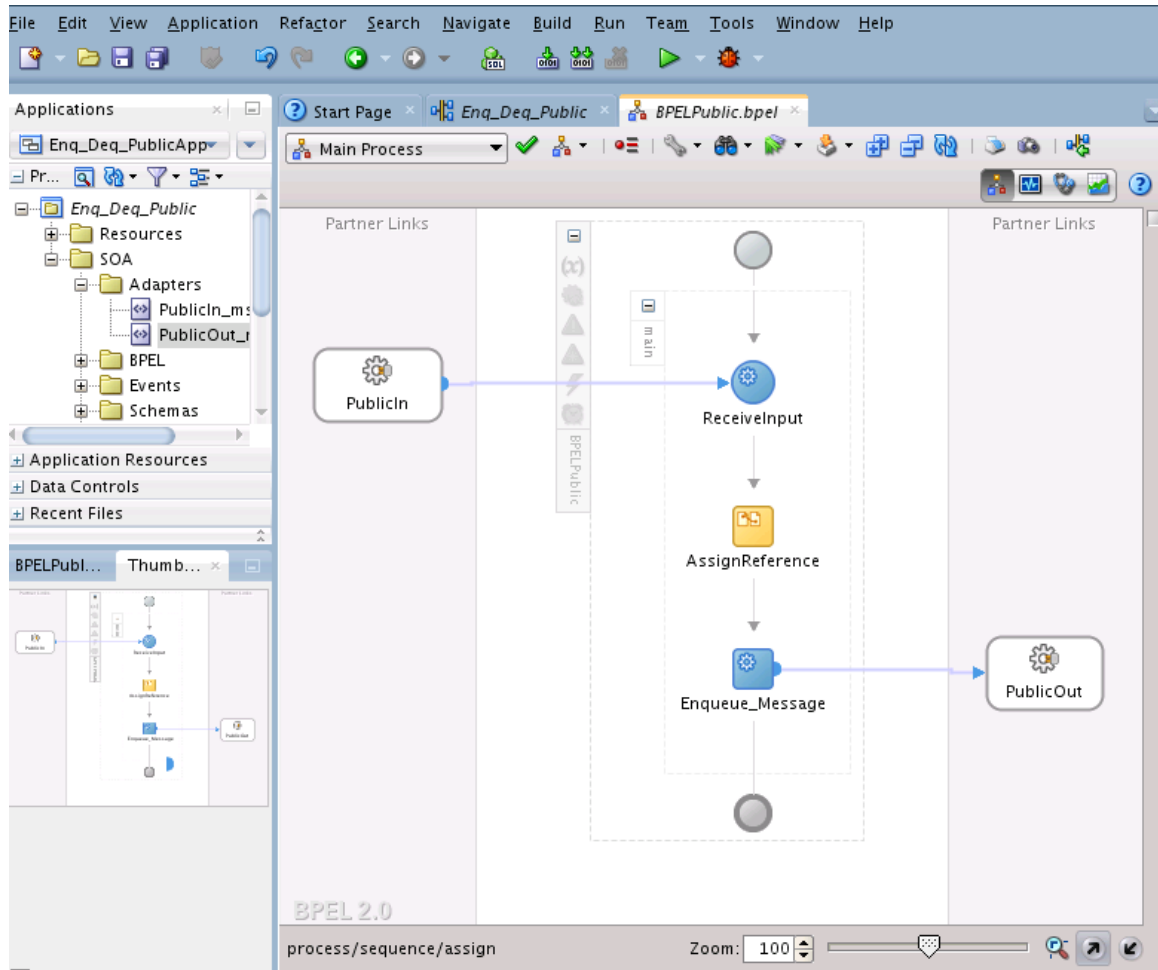 File Edit View Application Refactor Search Navigate Build Run Team Tools Window Help
Applications
Start Page
Enq_Deq_Public
BPELPublic.bpel
Enq_Deq_PublicApp
Main Process
Pr...
Enq_Deq_Public
Resources
SOA
Adapters
PublicIn_ms
PublicOut_
BPEL
Events
Schemas
Application Resources
Data Controls
Recent Files
BPELPubl...
Thumb...
Partner Links
Partner Links
(x)
BPELPublic
main
PublicIn
ReceiveInput
AssignReference
Enqueue_Message
PublicOut
BPEL 2.0
process/sequence/assign
Zoom: 100